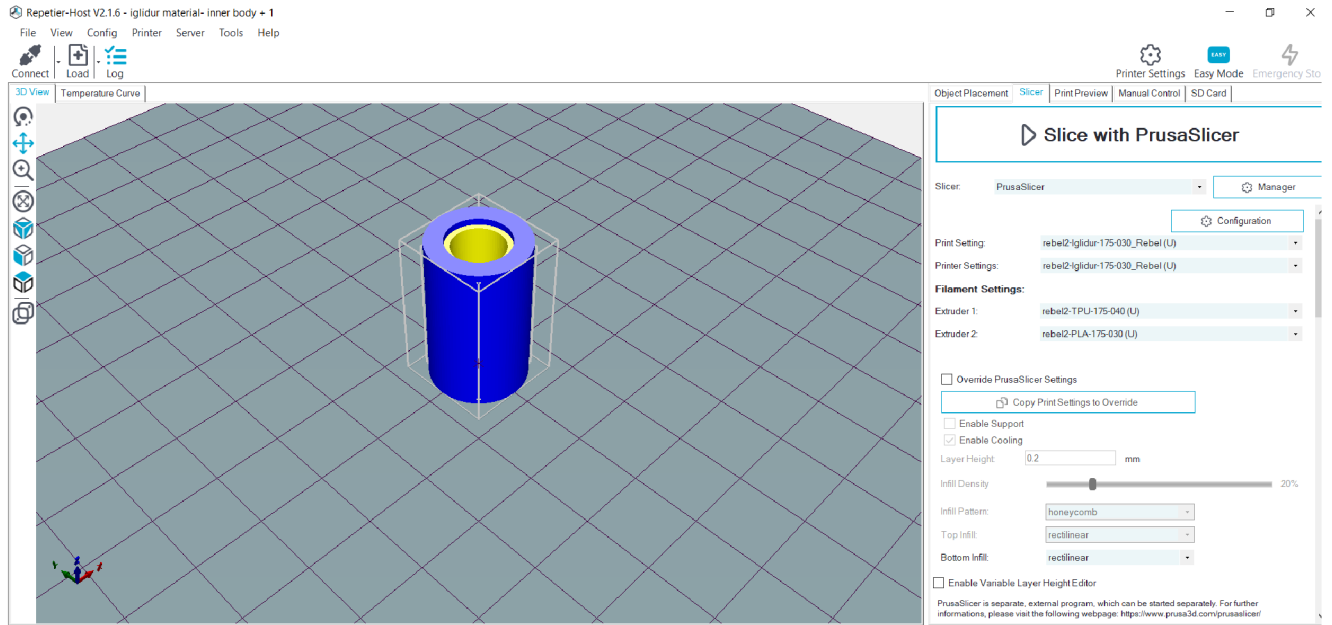 Repetier-Host V2.1.6 - iglidur material- inner body + 1
File View Config Printer Server Tools Help
Connect Load Log
Printer Settings Easy Mode Emergency Sto
EASY
3D View Temperature Curve
Object Placement Slicer Print Preview Manual Control SD Card
Slice with PrusaSlicer
Slicer: PrusaSlicer Manager
Configuration
Print Setting: rebel2-Iglidur-175-030_Rebel (U)
Printer Settings: rebel2-Iglidur-175-030_Rebel (U)
Filament Settings:
Extruder 1: rebel2-TPU-175-040 (U)
Extruder 2: rebel2-PLA-175-030 (U)
Override PrusaSlicer Settings
Copy Print Settings to Override
Enable Support
Enable Cooling
Layer Height: 0.2 mm
Infill Density 20%
Infill Pattern: honeycomb
Top Infill: rectilinear
Bottom Infill: rectilinear
Enable Variable Layer Height Editor
PrusaSlicer is separate, external program, which can be started separately. For further
informations, please visit the following webpage: https://www.prusa3d.com/prusaslicer/